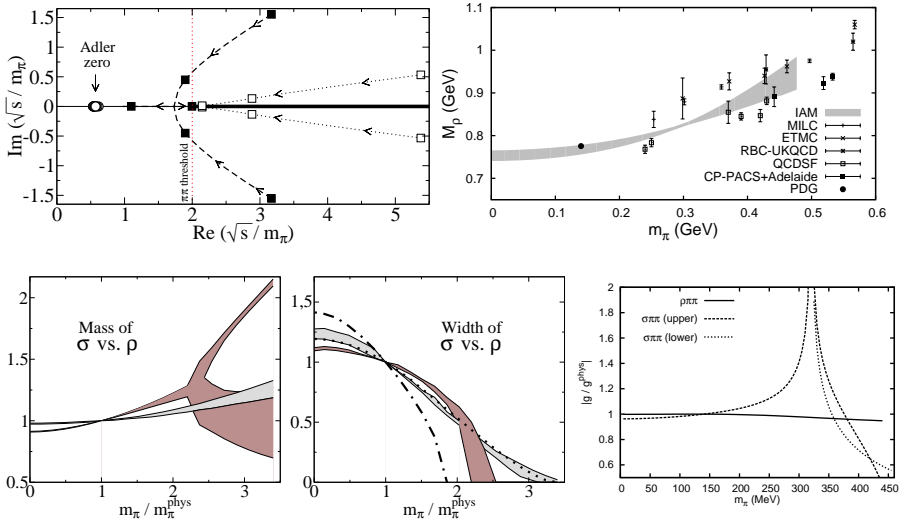 1.5
1
0.5
0
-0.5
-1
-1.5
Im (√s / mπ)
Adler
zero
ππ threshold
0 1 2 3 4 5
Re (√s / mπ)
1.1
1
0.9
0.8
0.7
Mρ (GeV)
IAM
MILC
ETMC
RBC-UKQCD
QCDSF
CP-PACS+Adelaide
PDG
0 0.1 0.2 0.3 0.4 0.5 0.6
mπ (GeV)
2
1.5
1
0.5
Mass of
σ vs. ρ
0 1 2 3
mπ / mπ^phys
1.5
1
0.5
0
Width of
σ vs. ρ
0 1 2 3
mπ / mπ^phys
2
1.8
1.6
1.4
1.2
1
0.8
0.6
|g / g^phys|
ρππ
σππ (upper)
σππ (lower)
0 50 100 150 200 250 300 350 400 450
mπ (MeV)